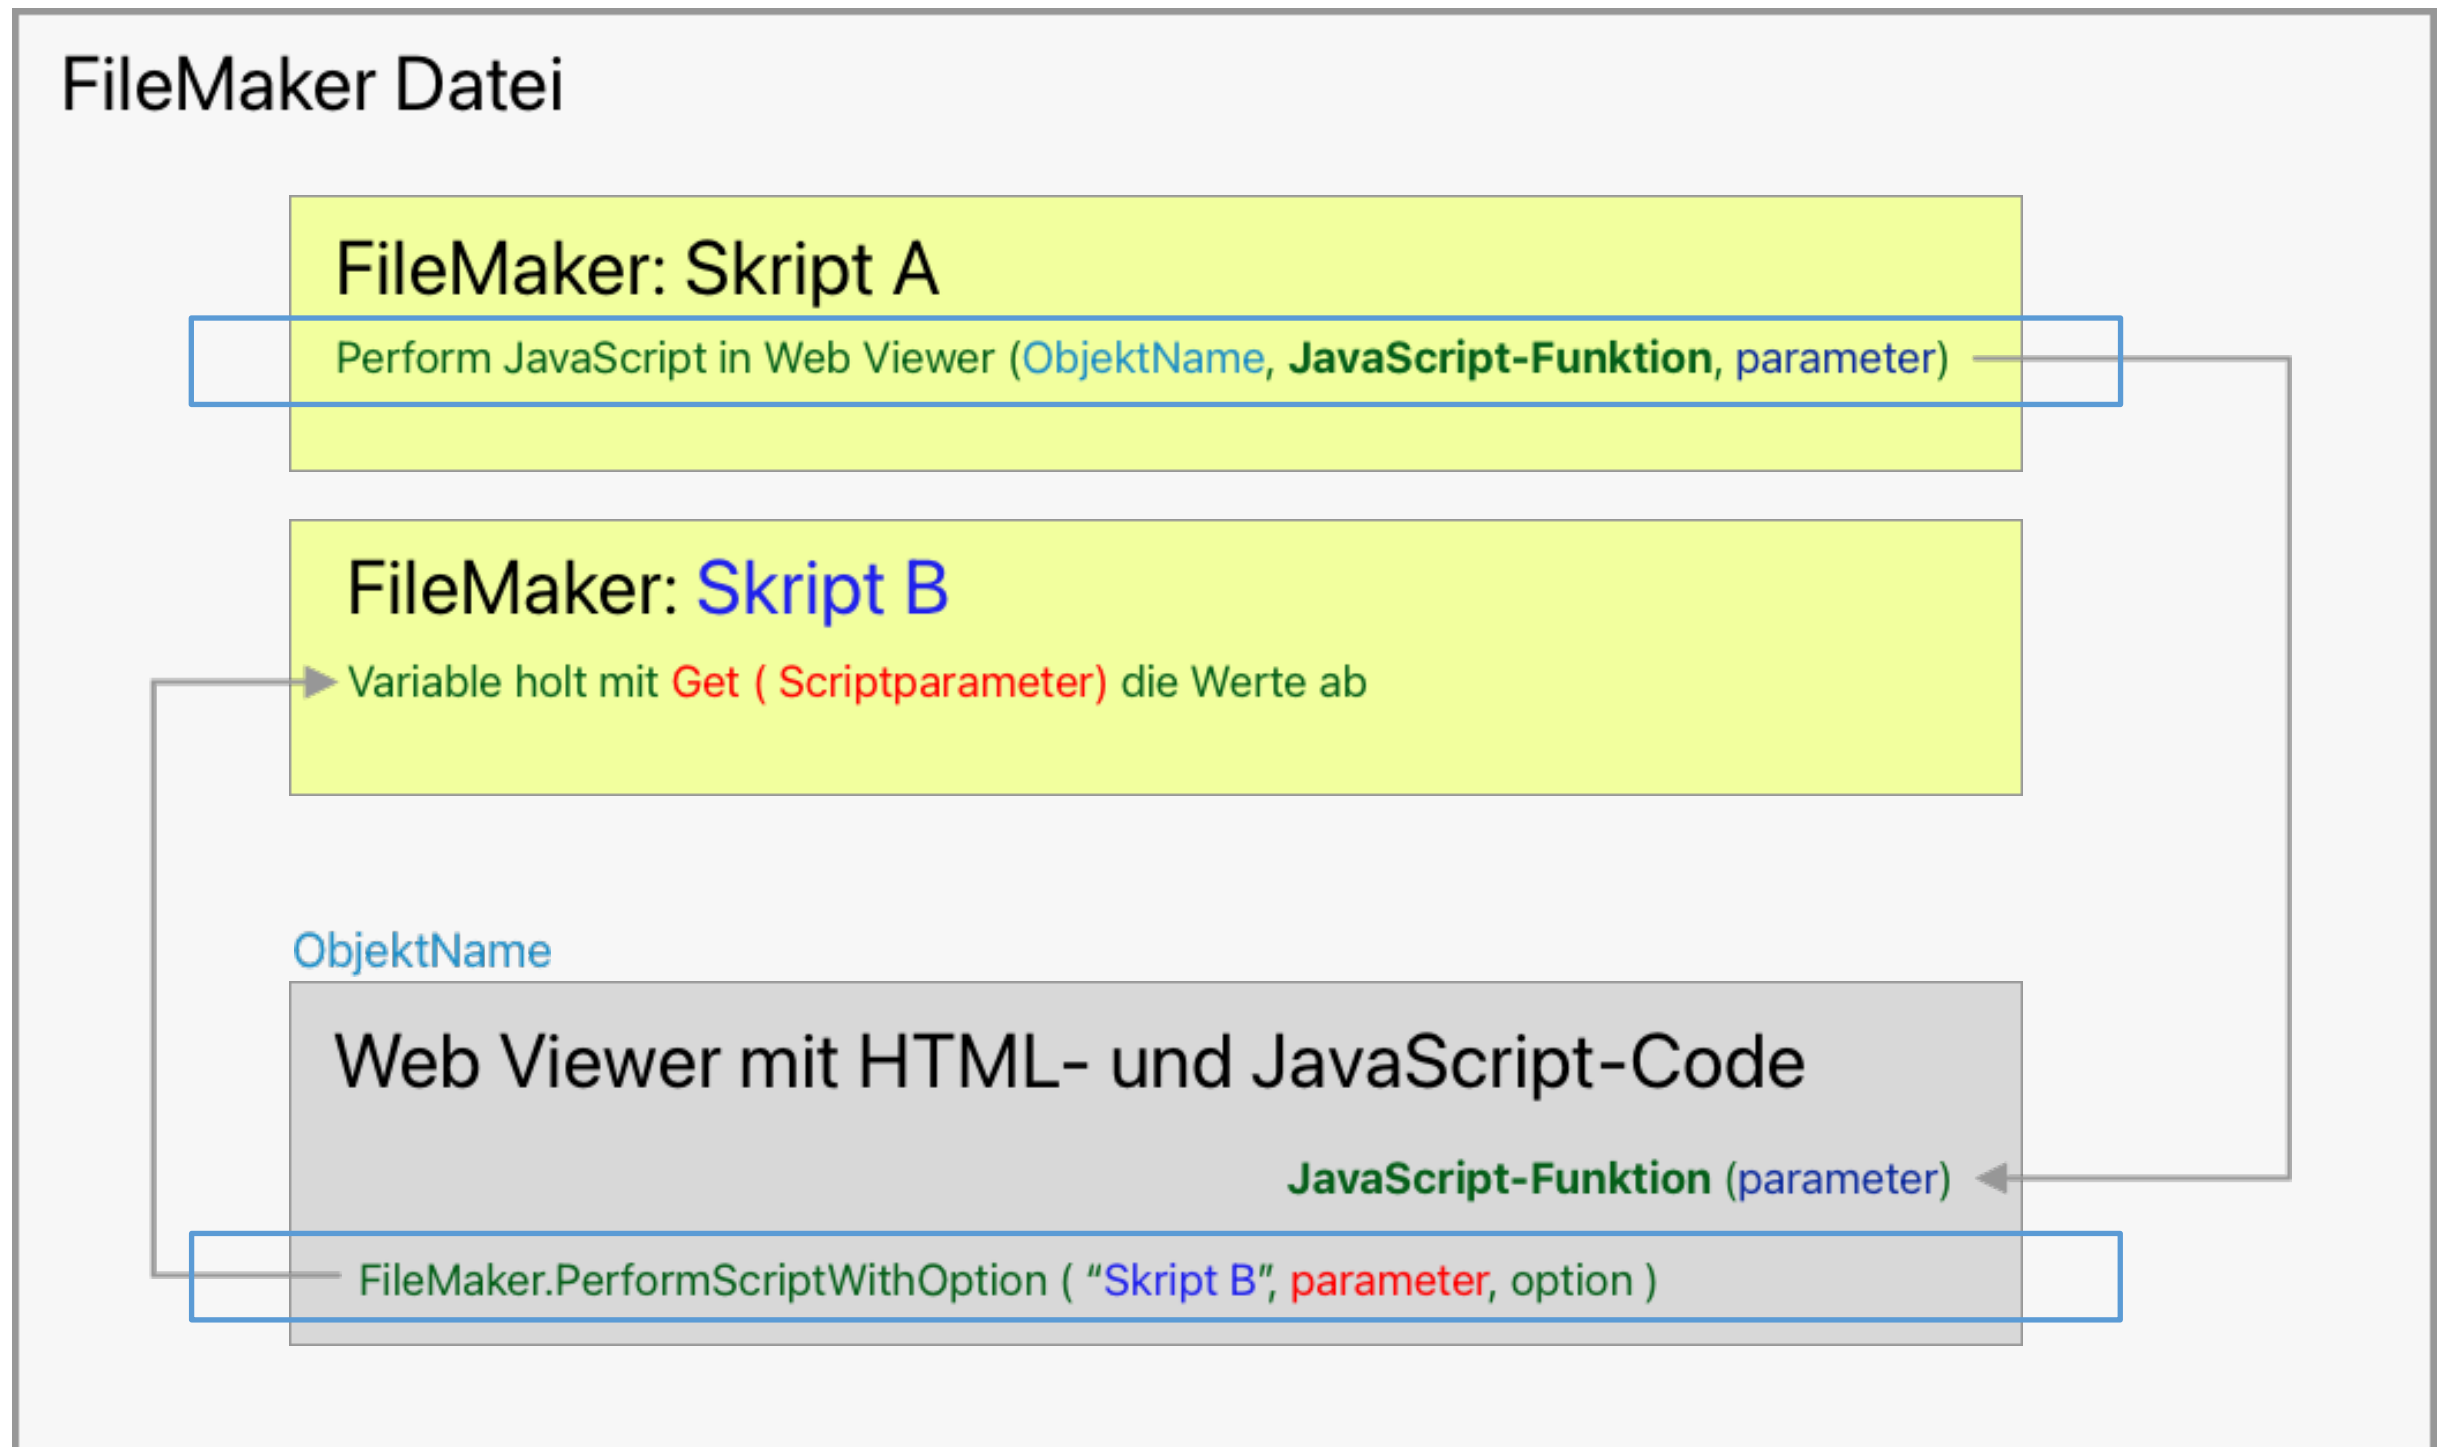 FileMaker Datei
FileMaker: Skript A
Perform JavaScript in Web Viewer (ObjektName, JavaScript-Funktion, parameter)
FileMaker: Skript B
Variable holt mit Get ( Scriptparameter) die Werte ab
ObjektName
Web Viewer mit HTML- und JavaScript-Code
JavaScript-Funktion (parameter)
FileMaker.PerformScriptWithOption ( “Skript B”, parameter, option )